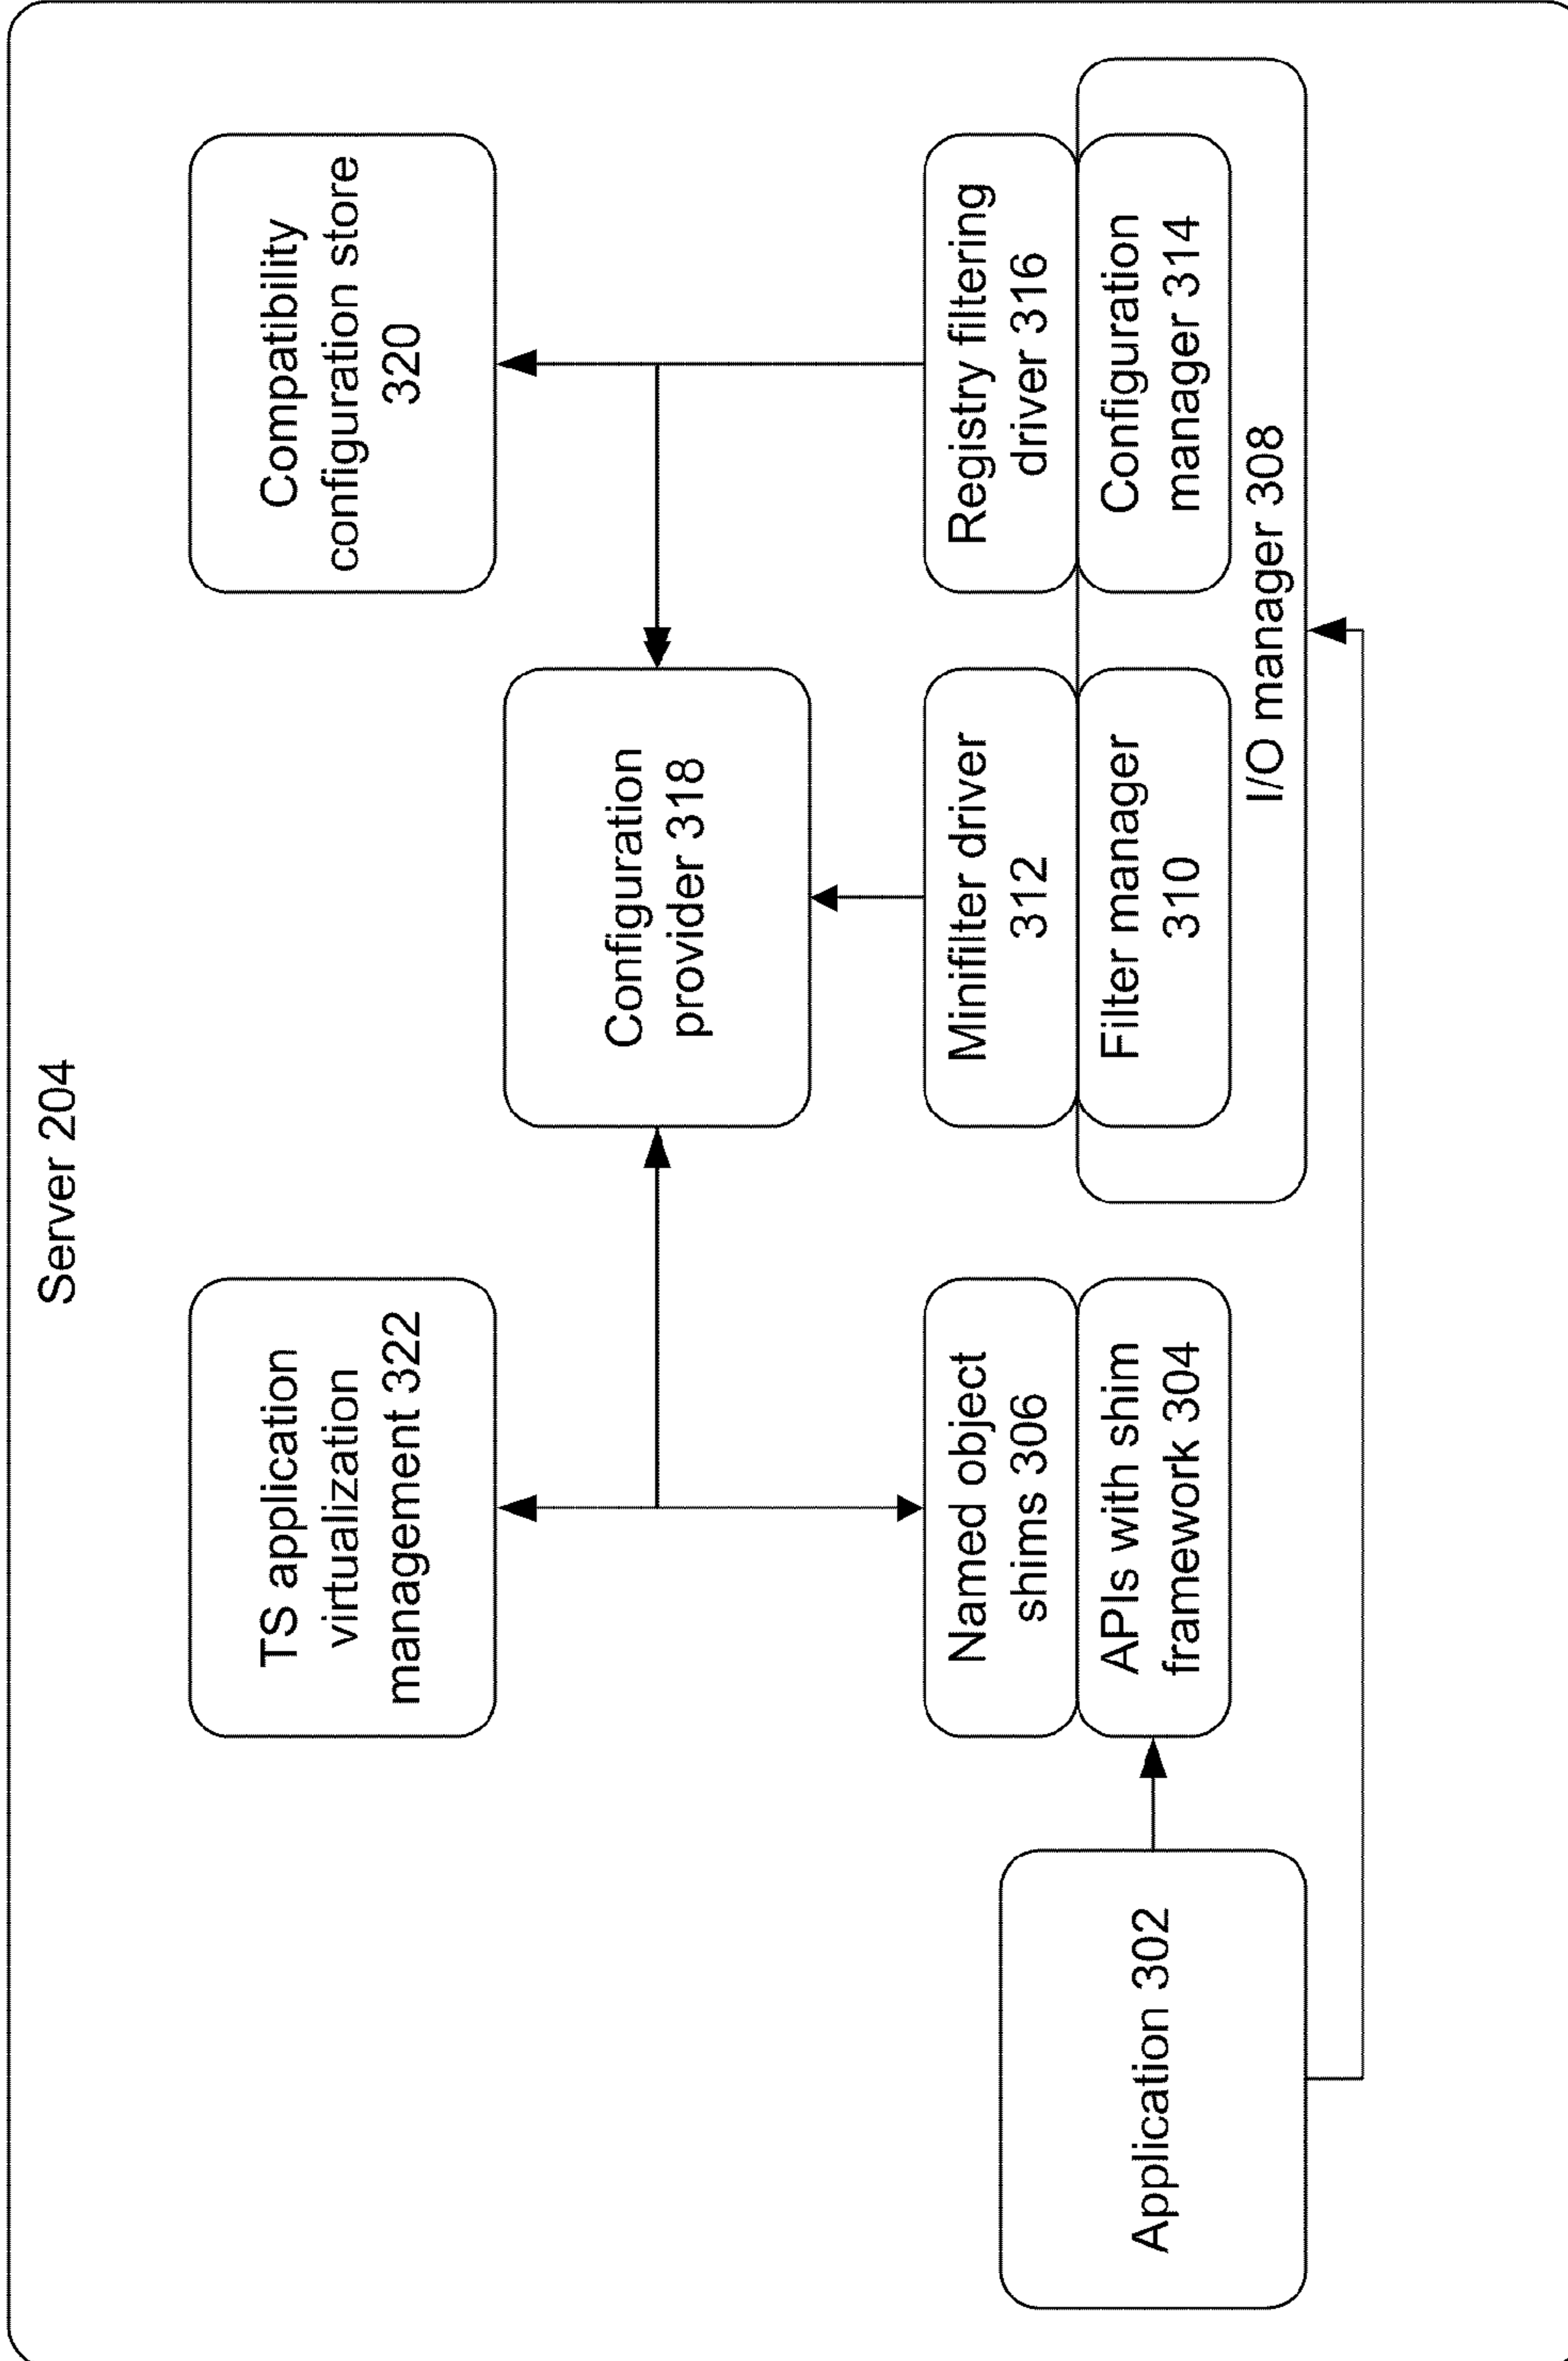 Server 204
TS application
virtualization
management 322
Compatibility
configuration store
320
Configuration
provider 318
Named object
shims 306
Minifilter driver
312
Registry filtering
driver 316
Application 302
APIs with shim
framework 304
Filter manager
310
Configuration
manager 314
I/O manager 308